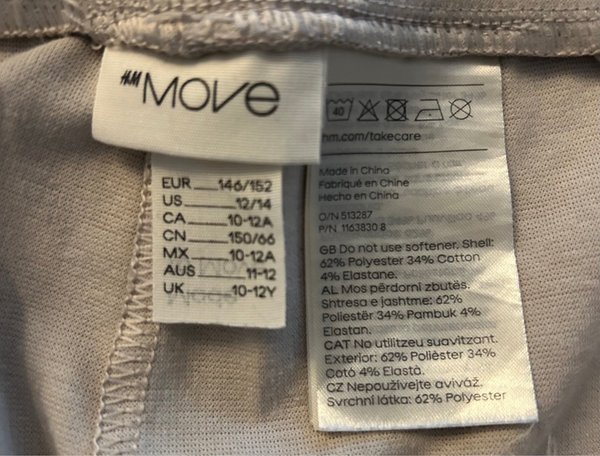 H&M MOVE
EUR 146/152
US 12/14
CA 10-12A
CN 150/66
MX 10-12A
AUS 11-12
UK 10-12Y
40
hm.com/takecare
Made in China
Fabriqué en Chine
Hecho en China
O/N 513287
P/N 1163830 8
GB Do not use softener. Shell:
62% Polyester 34% Cotton
4% Elastane.
AL Mos përdorni zbutës.
Shtresa e jashtme: 62%
Poliestër 34% Pambuk 4%
Elastan.
CAT No utilitzeu suavitzant.
Exterior: 62% Polièster 34%
Cotó 4% Elastà.
CZ Nepoužívejte aviváž.
Svrchní látka: 62% Polyester